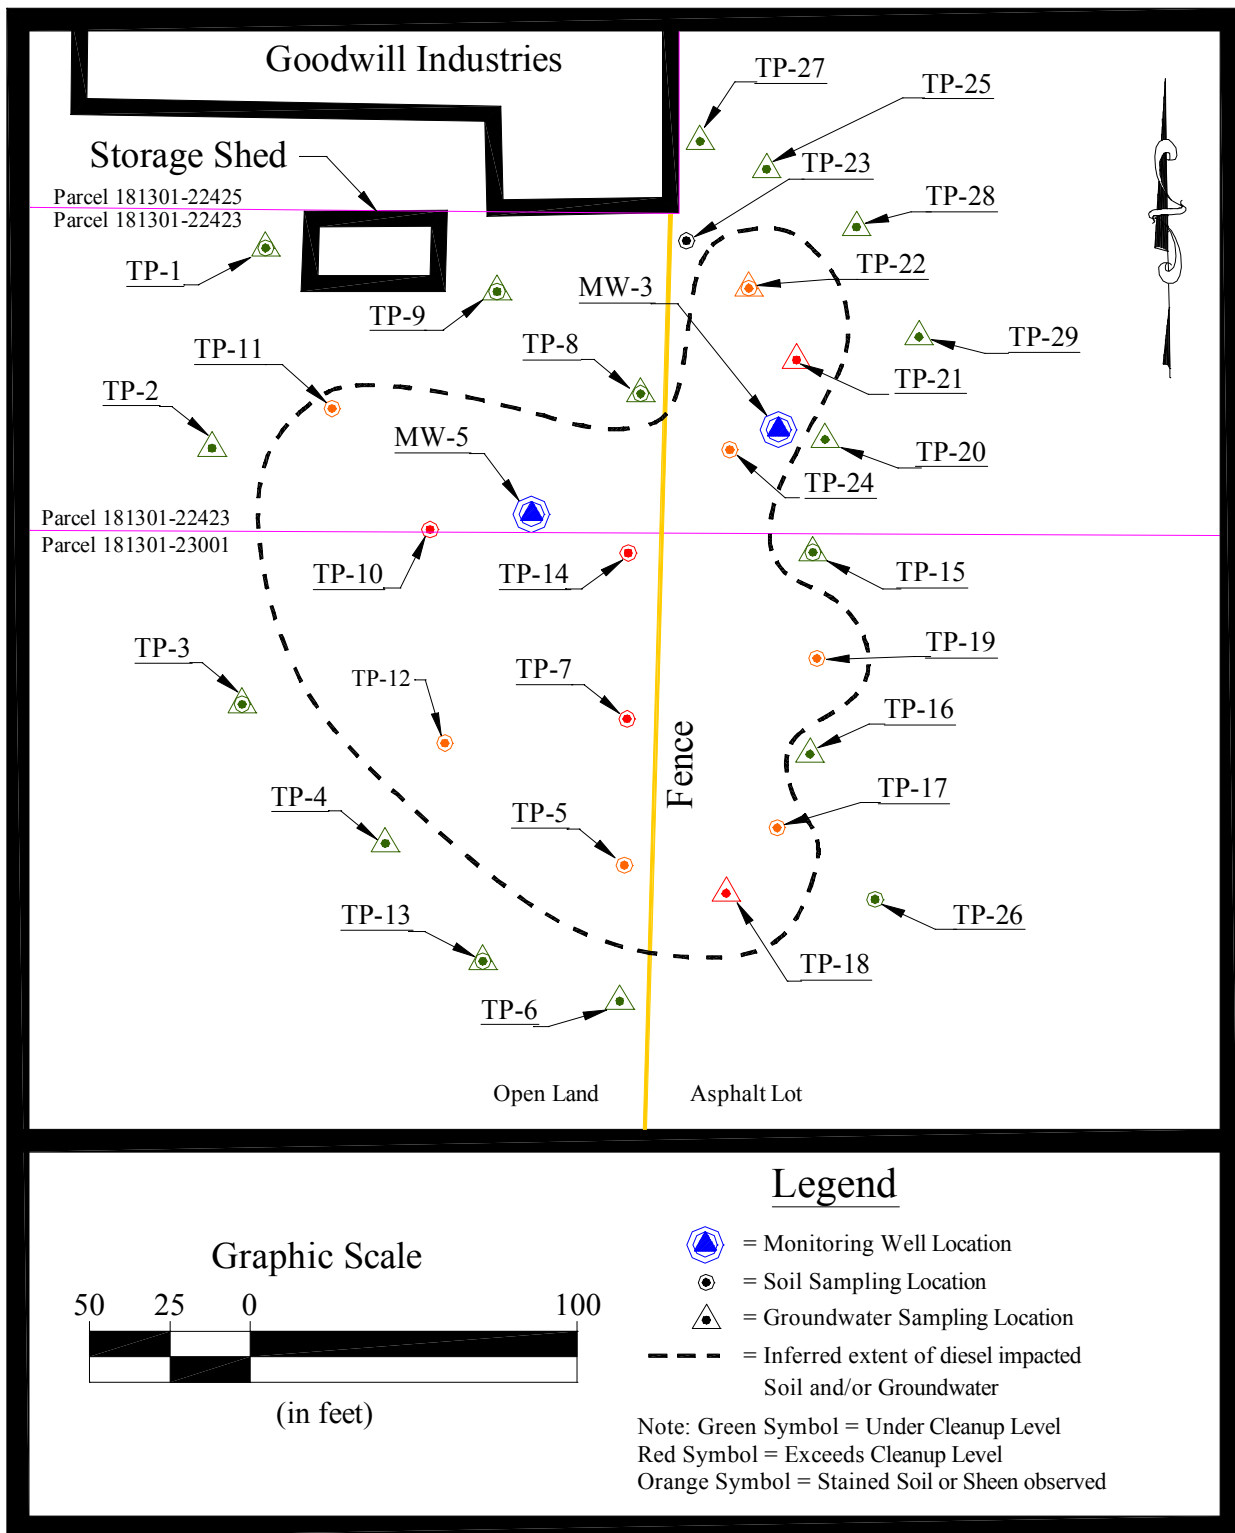 Goodwill Industries
TP-27
TP-25
Storage Shed
TP-23
Parcel 181301-22425
Parcel 181301-22423
TP-28
TP-1
TP-22
MW-3
TP-9
TP-8
TP-29
TP-11
TP-21
TP-2
MW-5
TP-20
TP-24
Parcel 181301-22423
Parcel 181301-23001
TP-10
TP-14
TP-15
TP-3
TP-19
TP-12
TP-7
TP-16
Fence
TP-17
TP-4
TP-5
TP-13
TP-26
TP-18
TP-6
Open Land
Asphalt Lot
Legend
Graphic Scale
50 25 0 100
(in feet)
= Monitoring Well Location
= Soil Sampling Location
= Groundwater Sampling Location
= Inferred extent of diesel impacted
Soil and/or Groundwater
Note: Green Symbol = Under Cleanup Level
Red Symbol = Exceeds Cleanup Level
Orange Symbol = Stained Soil or Sheen observed